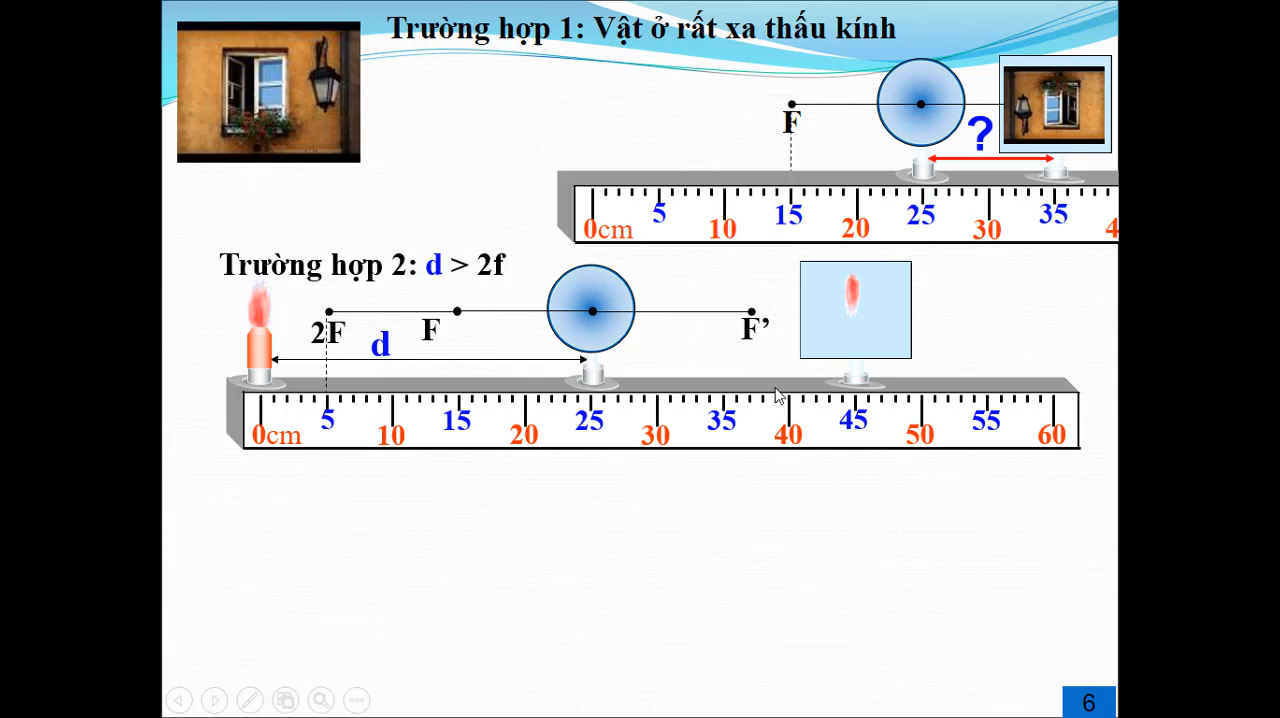 Trường hợp 1: Vật ở rất xa thấu kính
F
?
0cm 5 10 15 20 25 30 35 4
Trường hợp 2: d > 2f
2F F F’
d
0cm 5 10 15 20 25 30 35 40 45 50 55 60
6